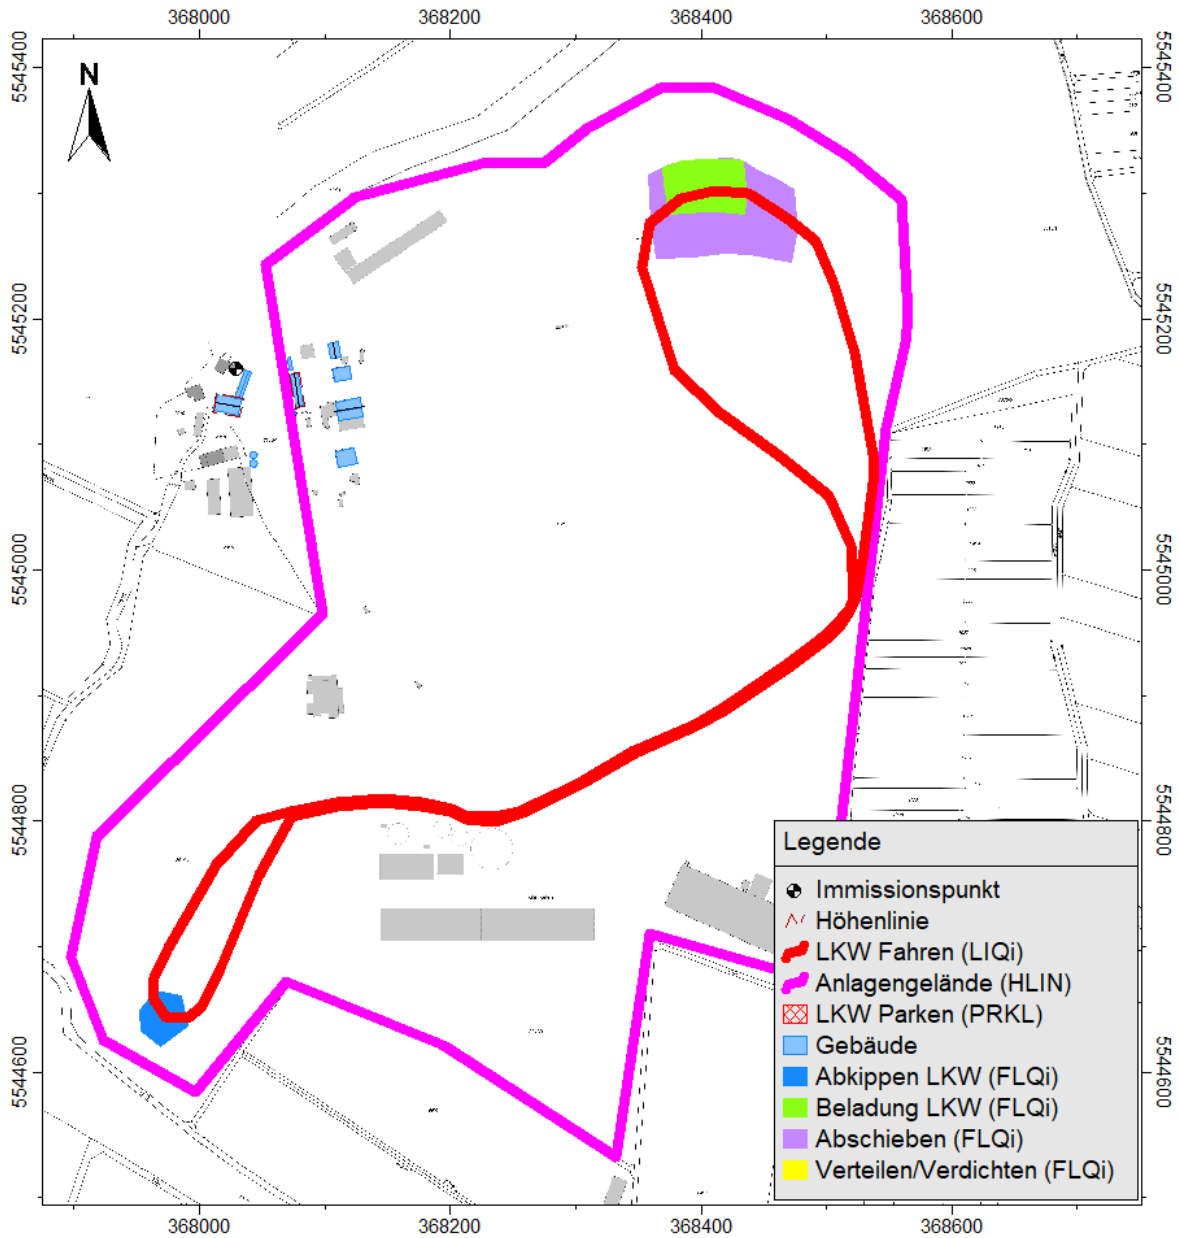 368000 368200 368400 368600
5545400 5545400
N
5545200 5545200
5545000 5545000
5544800 5544800
Legende
Immissionspunkt
Höhenlinie
LKW Fahren (LIQi)
Anlagengelände (HLIN)
LKW Parken (PRKL)
Gebäude
Abkippen LKW (FLQi)
5544600 5544600
Beladung LKW (FLQi)
Abschieben (FLQi)
Verteilen/Verdichten (FLQi)
368000 368200 368400 368600